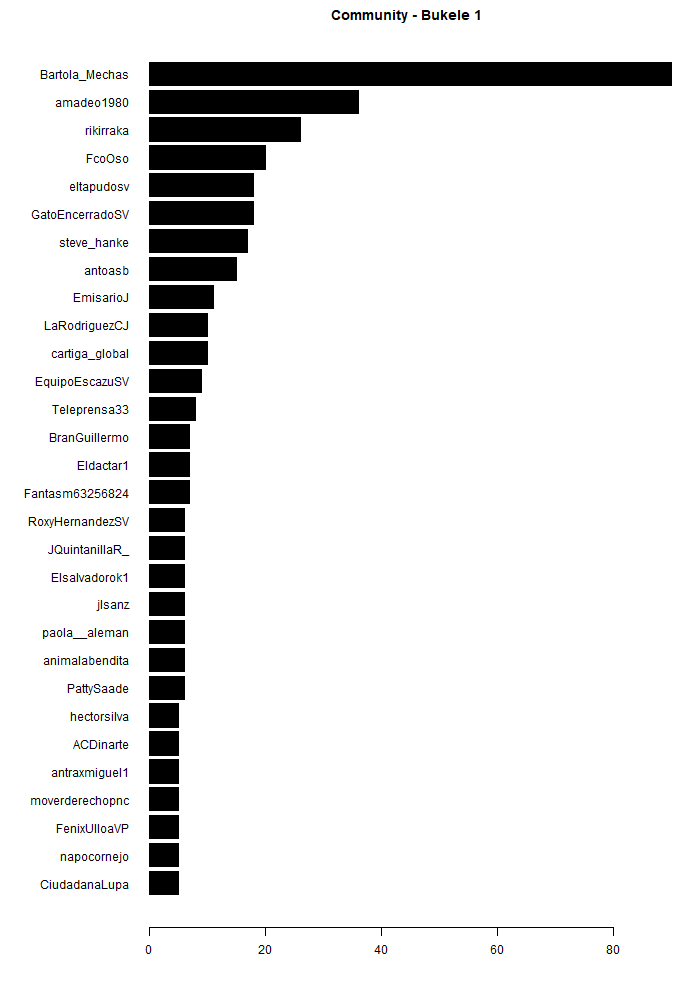 Community - Bukele 1
Bartola_Mechas
amadeo1980
rikirraka
FcoOso
eltapudosv
GatoEncerradoSV
steve_hanke
antoasb
EmisarioJ
LaRodriguezCJ
cartiga_global
EquipoEscazuSV
Teleprensa33
BranGuillermo
Eldactar1
Fantasm63256824
RoxyHernandezSV
JQuintanillaR_
Elsalvadorok1
jlsanz
paola__aleman
animalabendita
PattySaade
hectorsilva
ACDinarte
antraxmiguel1
moverderechopnc
FenixUlloaVP
napocornejo
CiudadanaLupa
0 20 40 60 80